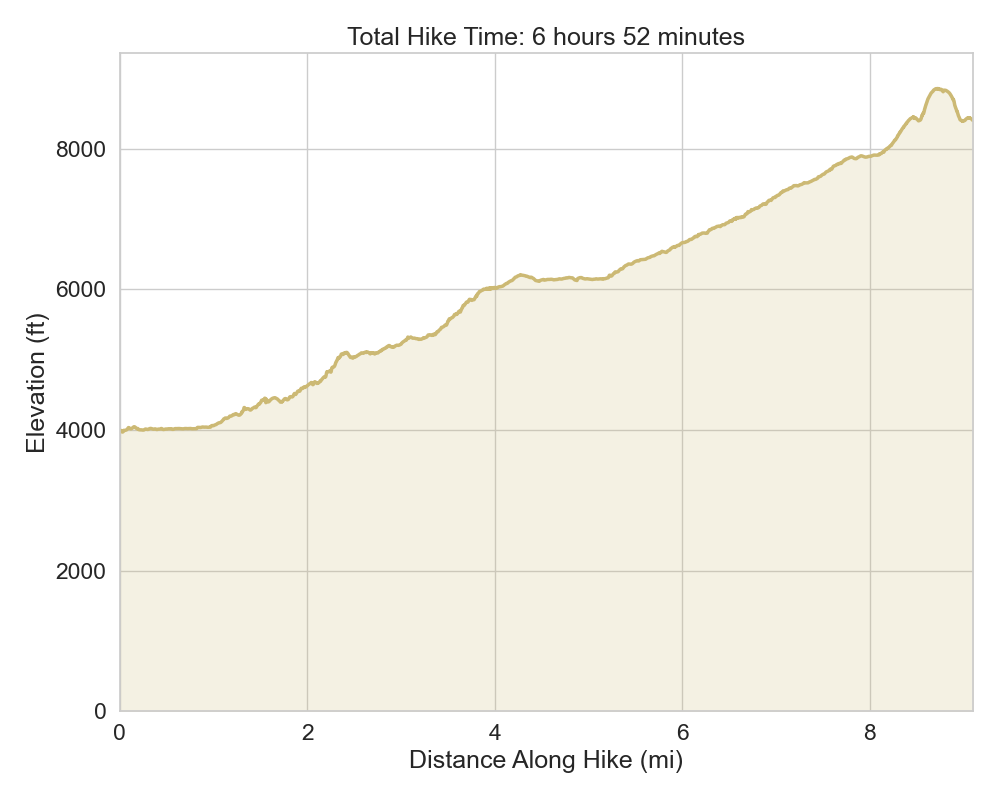 Total Hike Time: 6 hours 52 minutes
8000
6000
4000
2000
0
Elevation (ft)
0 2 4 6 8
Distance Along Hike (mi)